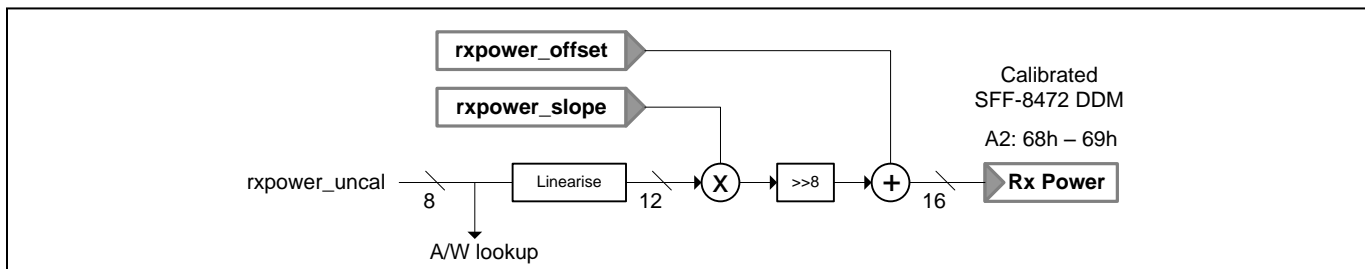 rxpower_offset
Calibrated
SFF-8472 DDM
rxpower_slope
A2: 68h – 69h
rxpower_uncal
8
Linearise
12
X
>>8
+
16
Rx Power
A/W lookup